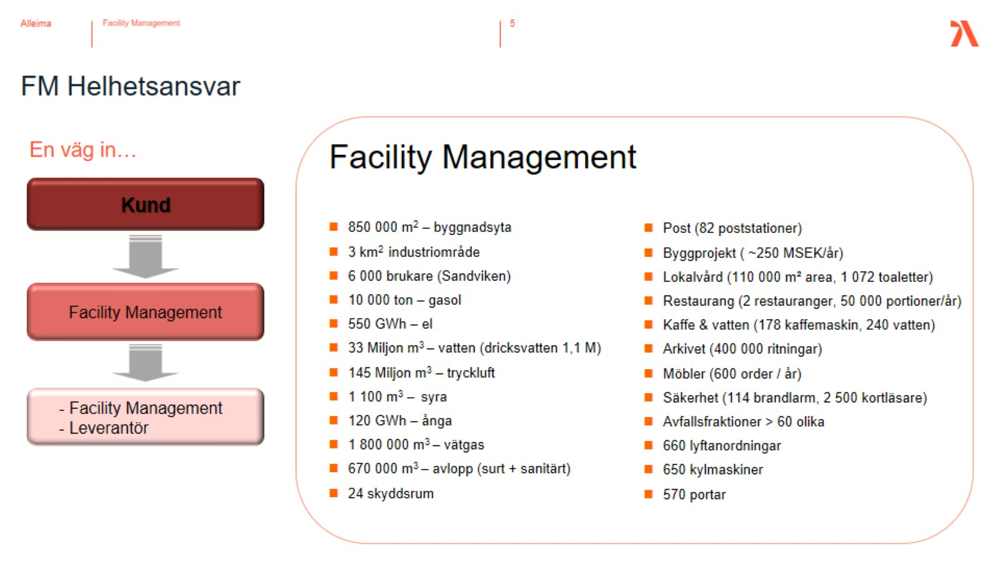 Alleima
Facility Management
5
FM Helhetsansvar
En väg in…
Kund
Facility Management
- Facility Management
- Leverantör
Facility Management
850 000 m² – byggnadsyta
3 km² industriområde
6 000 brukare (Sandviken)
10 000 ton – gasol
550 GWh – el
33 Miljon m³ – vatten (dricksvatten 1,1 M)
145 Miljon m³ – tryckluft
1 100 m³ – syra
120 GWh – ånga
1 800 000 m³ – vätgas
670 000 m³ – avlopp (surt + sanitärt)
24 skyddsrum
Post (82 poststationer)
Byggprojekt ( ~250 MSEK/år)
Lokalvård (110 000 m² area, 1 072 toaletter)
Restaurang (2 restauranger, 50 000 portioner/år)
Kaffe & vatten (178 kaffemaskin, 240 vatten)
Arkivet (400 000 ritningar)
Möbler (600 order / år)
Säkerhet (114 brandlarm, 2 500 kortläsare)
Avfallsfraktioner > 60 olika
660 lyftanordningar
650 kylmaskiner
570 portar